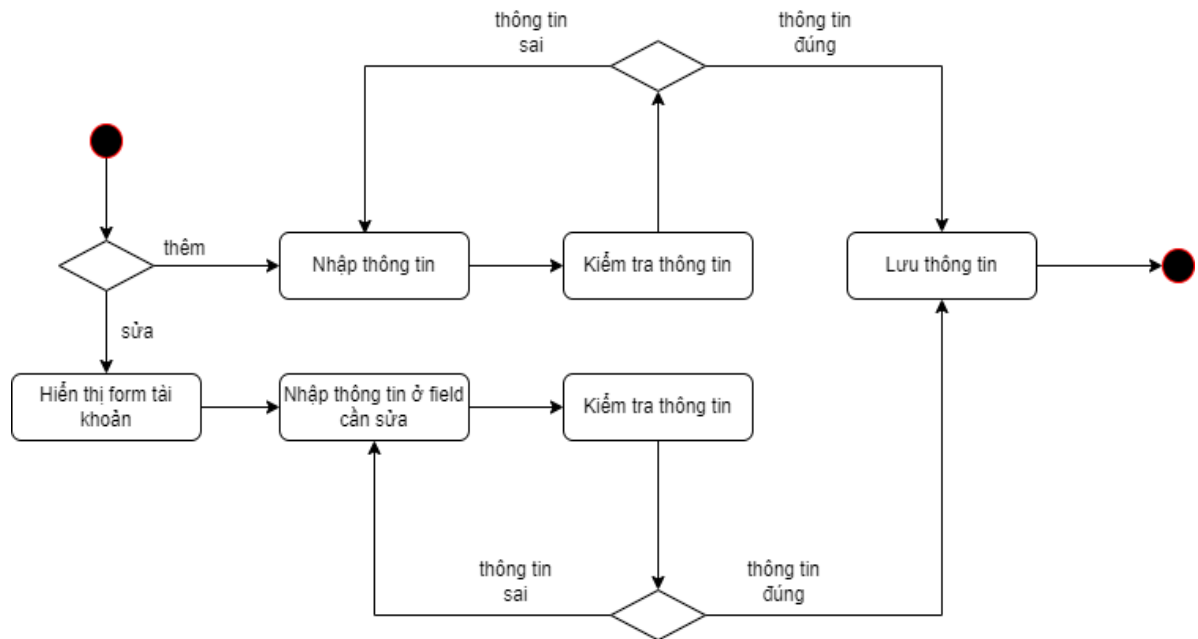 thông tin
sai
thông tin
đúng
thêm
Nhập thông tin
Kiểm tra thông tin
Lưu thông tin
sửa
Hiển thị form tài
khoản
Nhập thông tin ở field
cần sửa
Kiểm tra thông tin
thông tin
sai
thông tin
đúng